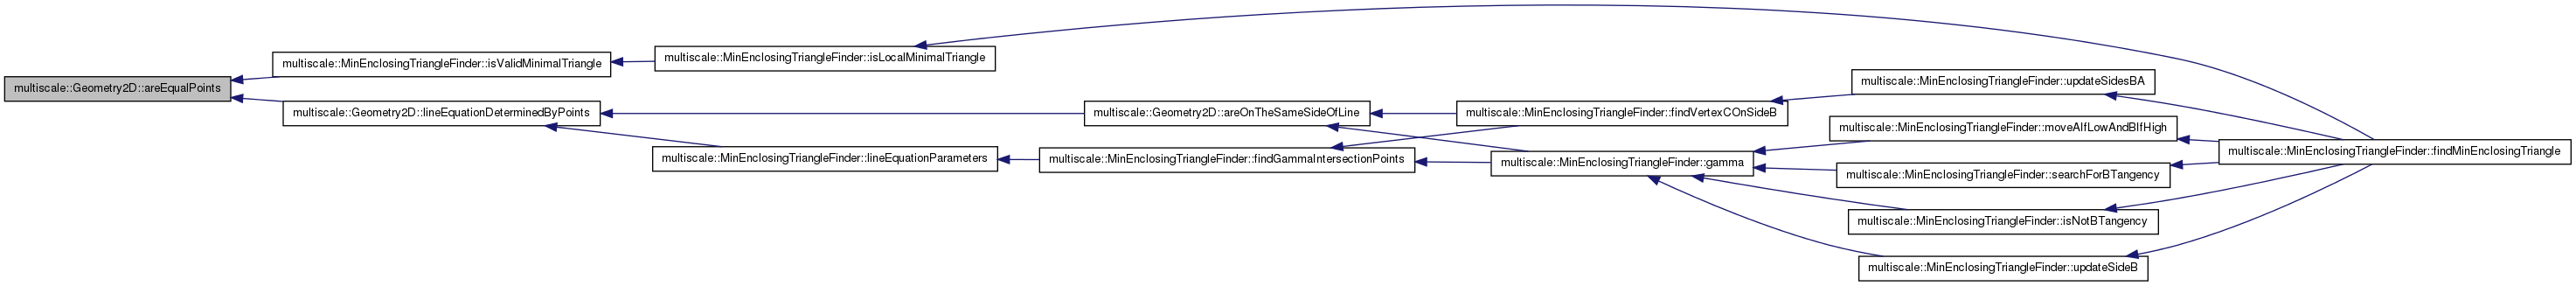 multiscale::Geometry2D::areEqualPoints
multiscale::MinEnclosingTriangleFinder::isValidMinimalTriangle
multiscale::Geometry2D::lineEquationDeterminedByPoints
multiscale::MinEnclosingTriangleFinder::isLocalMinimalTriangle
multiscale::MinEnclosingTriangleFinder::lineEquationParameters
multiscale::Geometry2D::areOnTheSameSideOfLine
multiscale::MinEnclosingTriangleFinder::findGammaIntersectionPoints
multiscale::MinEnclosingTriangleFinder::findVertexCOnSideB
multiscale::MinEnclosingTriangleFinder::gamma
multiscale::MinEnclosingTriangleFinder::updateSidesBA
multiscale::MinEnclosingTriangleFinder::moveAIfLowAndBIfHigh
multiscale::MinEnclosingTriangleFinder::searchForBTangency
multiscale::MinEnclosingTriangleFinder::isNotBTangency
multiscale::MinEnclosingTriangleFinder::updateSideB
multiscale::MinEnclosingTriangleFinder::findMinEnclosingTriangle